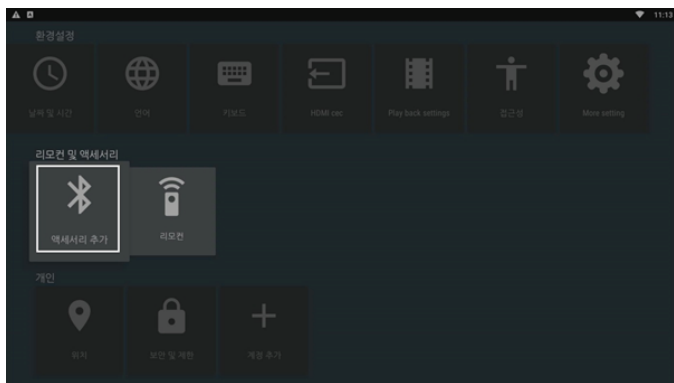 11:13
환경설정
날짜 및 시간
언어
키보드
HDMI cec
Play back settings
접근성
More setting
리모컨 및 액세서리
액세서리 추가
리모컨
개인
위치
보안 및 제한
계정 추가